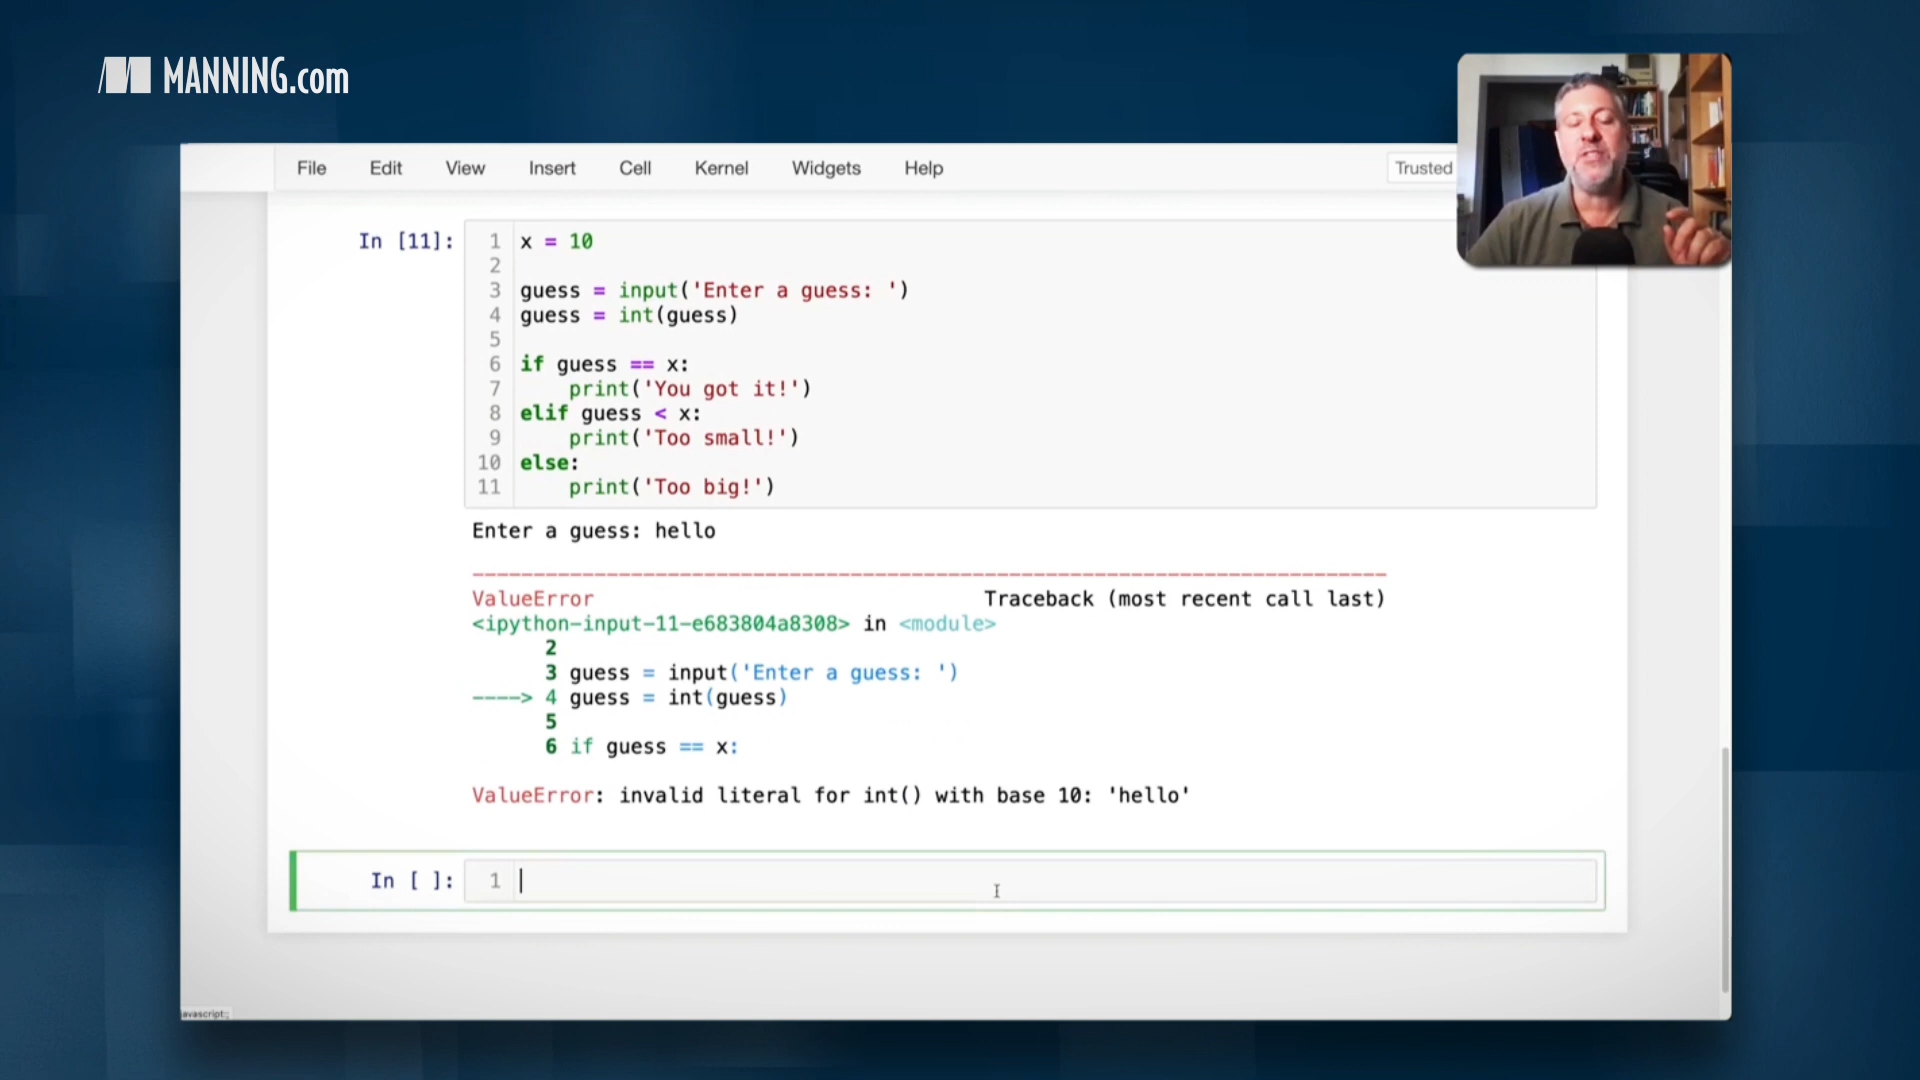 MANNING.com
File Edit View Insert Cell Kernel Widgets Help Trusted
In [11]:
1 x = 10
2
3 guess = input('Enter a guess: ')
4 guess = int(guess)
5
6 if guess == x:
7     print('You got it!')
8 elif guess < x:
9     print('Too small!')
10 else:
11     print('Too big!')
Enter a guess: hello
---------------------------------------------------------------------------
ValueError                                Traceback (most recent call last)
<ipython-input-11-e683804a8308> in <module>
      2
      3 guess = input('Enter a guess: ')
----> 4 guess = int(guess)
      5
      6 if guess == x:
ValueError: invalid literal for int() with base 10: 'hello'
In [ ]: 1
avascript:;